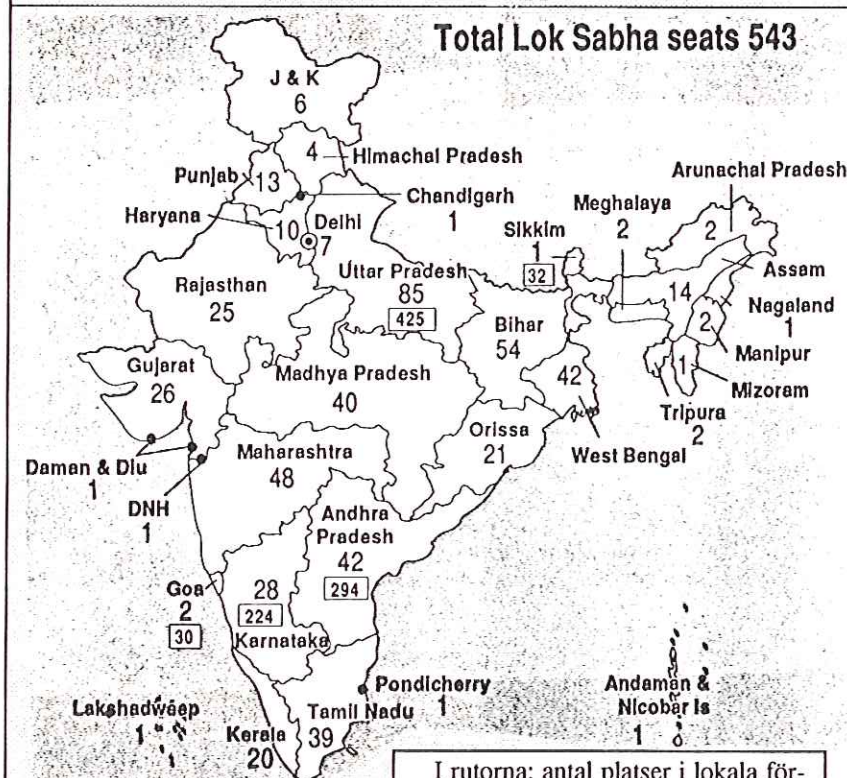 Total Lok Sabha seats 543
J & K
6
4
Himachal Pradesh
Punjab
13
Chandigarh
1
Haryana
10
Delhi
7
Arunachal Pradesh
2
Meghalaya
2
Sikkim
1
32
Assam
14
Nagaland
1
2
Manipur
1
Mizoram
Tripura
2
Rajasthan
25
Uttar Pradesh
85
425
Bihar
54
42
West Bengal
Gujarat
26
Madhya Pradesh
40
Orissa
21
Daman & Diu
1
DNH
1
Maharashtra
48
Andhra
Pradesh
42
294
Goa
2
30
28
224
Karnataka
Pondicherry
1
Tamil Nadu
39
Kerala
20
Lakshadweep
1
Andaman &
Nicobar Is
1
I rutorna: antal platser i lokala för-